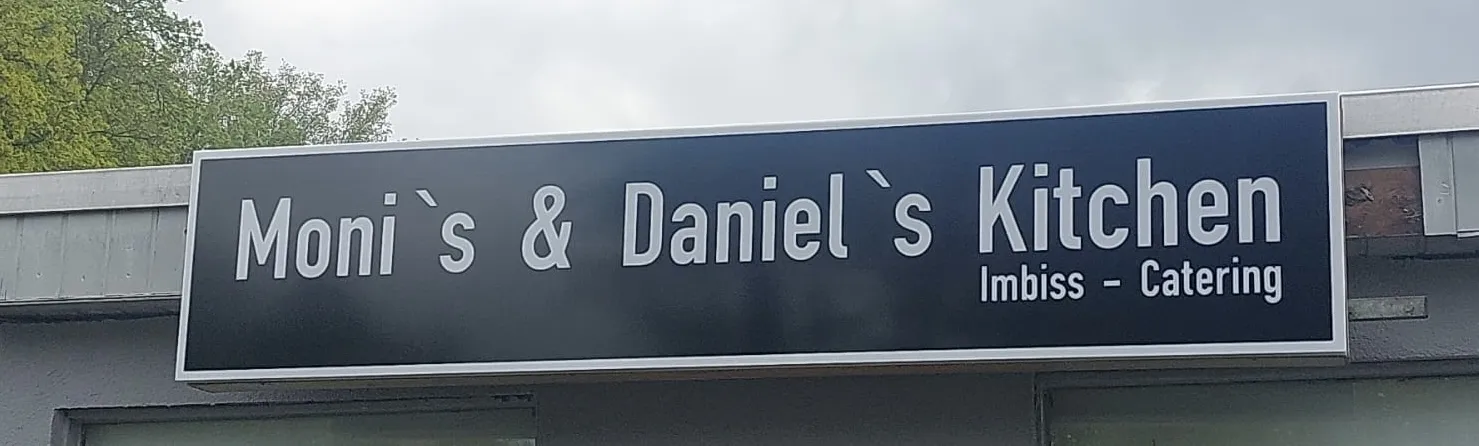 Moni`s & Daniel`s Kitchen
Imbiss - Catering